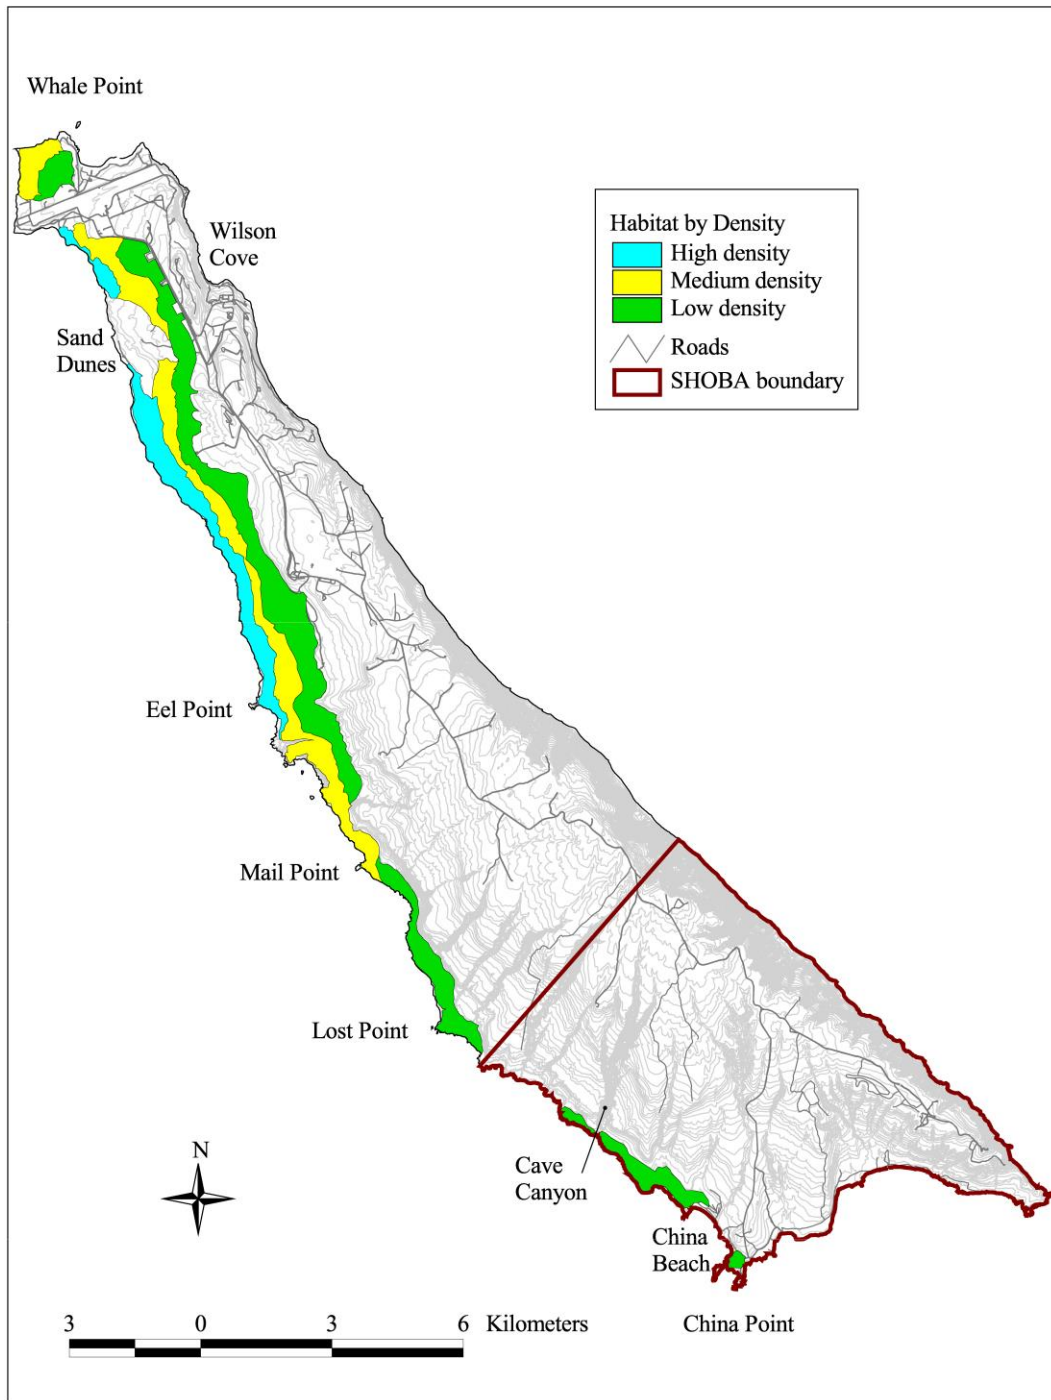 Whale Point
Wilson
Cove
Habitat by Density
High density
Medium density
Low density
Roads
SHOBA boundary
Sand
Dunes
Eel Point
Mail Point
Lost Point
N
Cave
Canyon
China
Beach
3 0 3 6 Kilometers
China Point